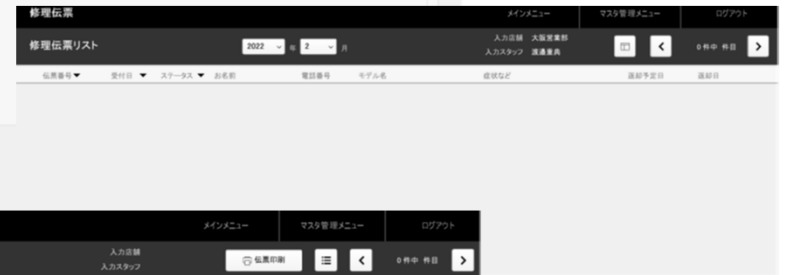 修理伝票 メインメニュー マスタ管理メニュー ログアウト
修理伝票リスト 2022 年 2 月 入力店舗 大阪営業部 0 件中 件目
入力スタッフ 渡邉重典
伝票番号▼ 受付日 ▼ ステータス ▼ お名前 電話番号 モデル名 症状など 返却予定日 返却日
メインメニュー マスタ管理メニュー ログアウト
入力店舗 伝票印刷 0 件中 件目
入力スタッフ